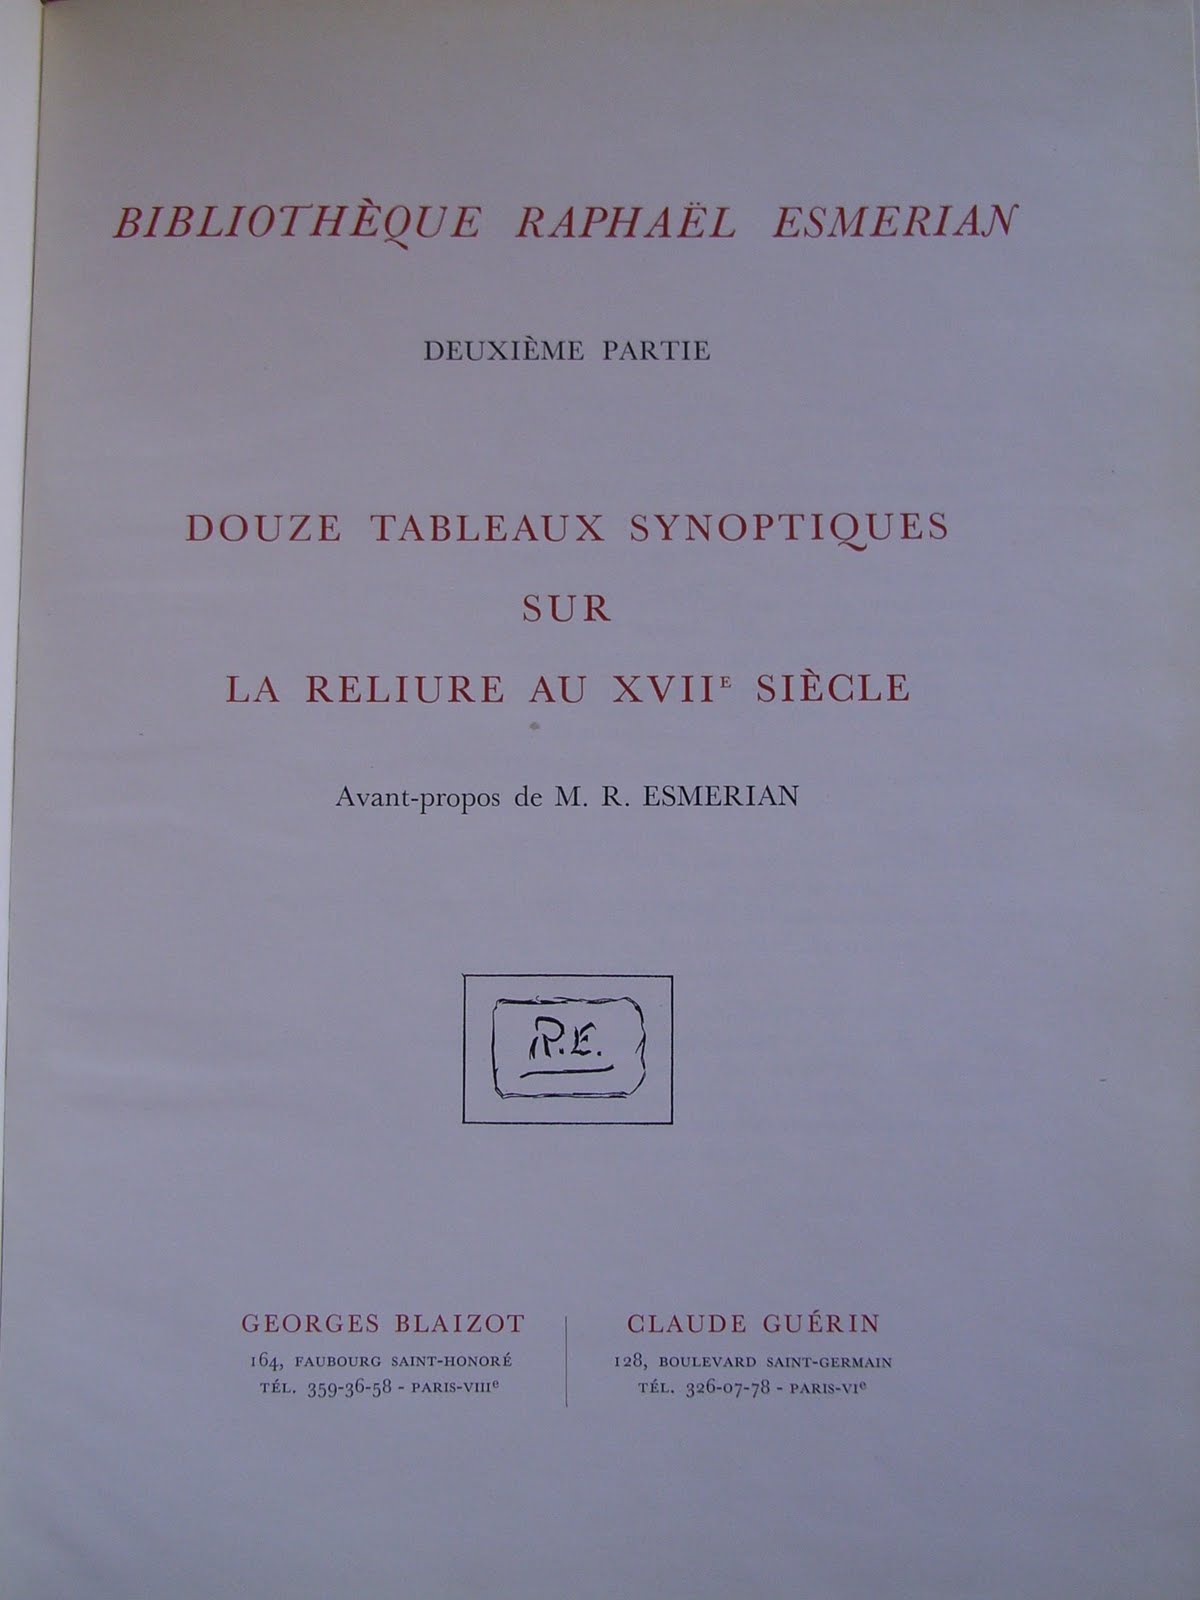 BIBLIOTHÈQUE RAPHAËL ESMERIAN
DEUXIÈME PARTIE
DOUZE TABLEAUX SYNOPTIQUES
SUR
LA RELIURE AU XVIIᴱ SIÈCLE
Avant-propos de M. R. ESMERIAN
R.E.
GEORGES BLAIZOT
164, FAUBOURG SAINT-HONORÉ
TÉL. 359-36-58 - PARIS-VIIIᵉ
CLAUDE GUÉRIN
128, BOULEVARD SAINT-GERMAIN
TÉL. 326-07-78 - PARIS-VIᵉ